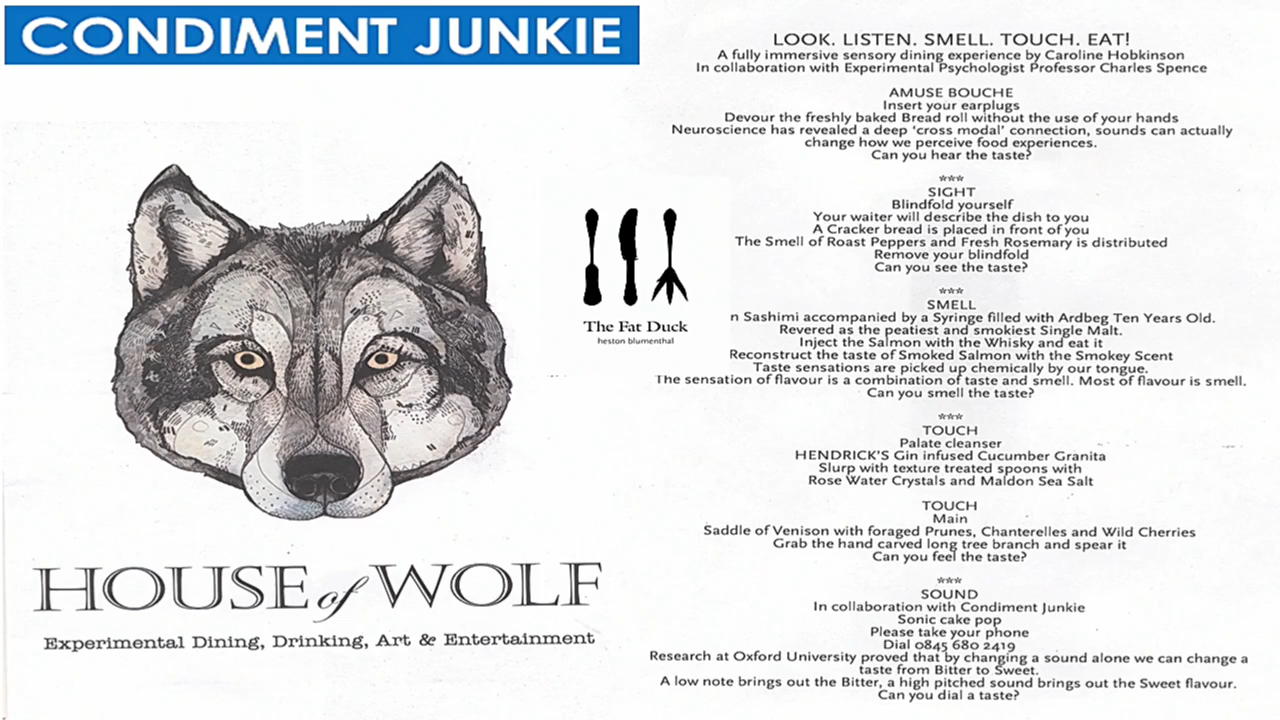 CONDIMENT JUNKIE
HOUSE of WOLF
Experimental Dining, Drinking, Art & Entertainment
The Fat Duck
heston blumenthal
LOOK. LISTEN. SMELL. TOUCH. EAT!
A fully immersive sensory dining experience by Caroline Hobkinson
In collaboration with Experimental Psychologist Professor Charles Spence
AMUSE BOUCHE
Insert your earplugs
Devour the freshly baked Bread roll without the use of your hands
Neuroscience has revealed a deep ‘cross modal’ connection, sounds can actually
change how we perceive food experiences.
Can you hear the taste?
***
SIGHT
Blindfold yourself
Your waiter will describe the dish to you
A Cracker bread is placed in front of you
The Smell of Roast Peppers and Fresh Rosemary is distributed
Remove your blindfold
Can you see the taste?
***
SMELL
n Sashimi accompanied by a Syringe filled with Ardbeg Ten Years Old.
Revered as the peatiest and smokiest Single Malt.
Inject the Salmon with the Whisky and eat it
Reconstruct the taste of Smoked Salmon with the Smokey Scent
Taste sensations are picked up chemically by our tongue.
The sensation of flavour is a combination of taste and smell. Most of flavour is smell.
Can you smell the taste?
***
TOUCH
Palate cleanser
HENDRICK'S Gin infused Cucumber Granita
Slurp with texture treated spoons with
Rose Water Crystals and Maldon Sea Salt
TOUCH
Main
Saddle of Venison with foraged Prunes, Chanterelles and Wild Cherries
Grab the hand carved long tree branch and spear it
Can you feel the taste?
***
SOUND
In collaboration with Condiment Junkie
Sonic cake pop
Please take your phone
Dial 0845 680 2419
Research at Oxford University proved that by changing a sound alone we can change a
taste from Bitter to Sweet.
A low note brings out the Bitter, a high pitched sound brings out the Sweet flavour.
Can you dial a taste?